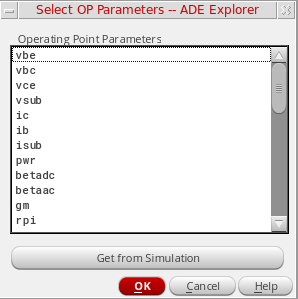 Select OP Parameters -- ADE Explorer
Operating Point Parameters
vbe
vbc
vce
vsub
ic
ib
isub
pwr
betadc
betaac
gm
rpi
Get from Simulation
OK
Cancel
Help